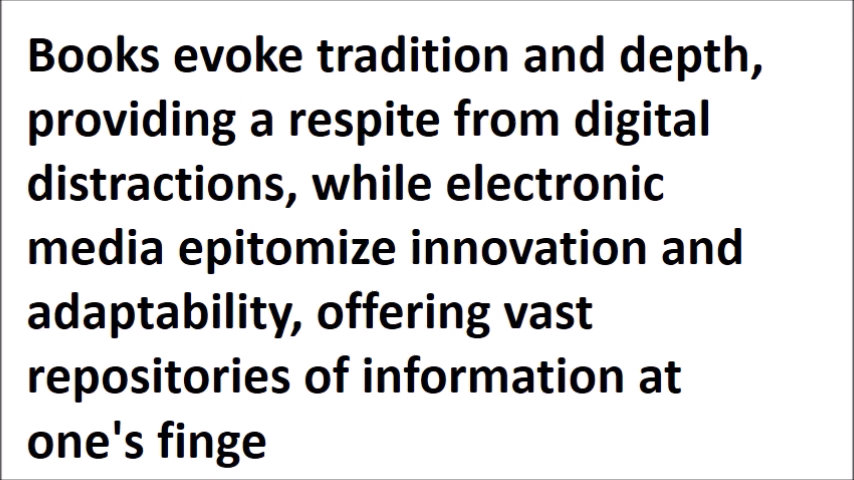 Books evoke tradition and depth,
providing a respite from digital
distractions, while electronic
media epitomize innovation and
adaptability, offering vast
repositories of information at
one's finge